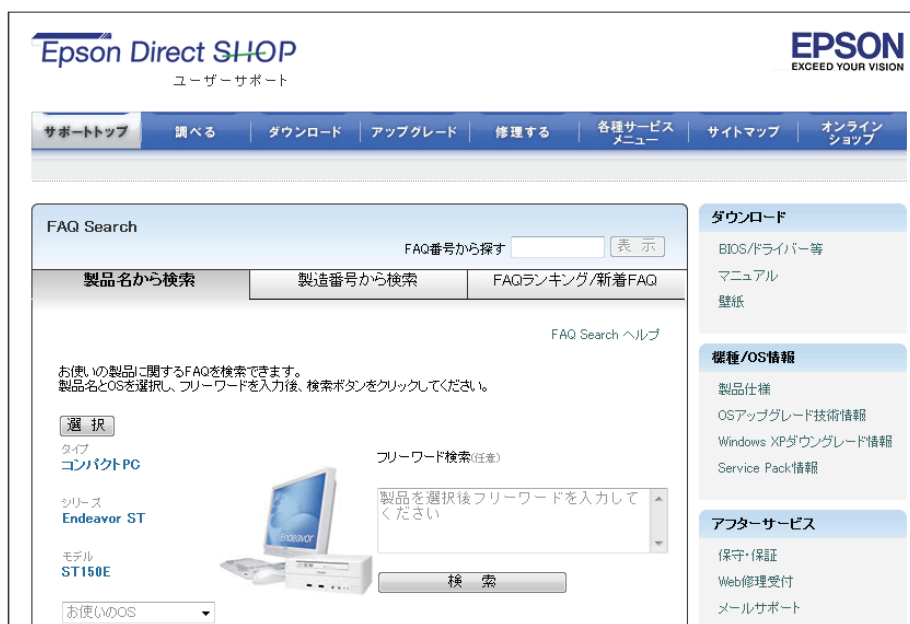 Epson Direct SHOP
ユーザーサポート
EPSON
EXCEED YOUR VISION
サポートトップ
調べる
ダウンロード
アップグレード
修理する
各種サービス
メニュー
サイトマップ
オンライン
ショップ
FAQ Search
FAQ番号から探す
表 示
製品名から検索
製造番号から検索
FAQランキング/新着FAQ
FAQ Search ヘルプ
お使いの製品に関するFAQを検索できます。
製品名とOSを選択し、フリーワードを入力後、検索ボタンをクリックしてください。
選 択
タイプ
コンパクトPC
シリーズ
Endeavor ST
モデル
ST150E
お使いのOS
Endeavor
フリーワード検索(任意)
製品を選択後フリーワードを入力して
ください
検 索
ダウンロード
BIOS/ドライバー等
マニュアル
壁紙
機種/OS情報
製品仕様
OSアップグレード技術情報
Windows XPダウングレード情報
Service Pack情報
アフターサービス
保守・保証
Web修理受付
メールサポート